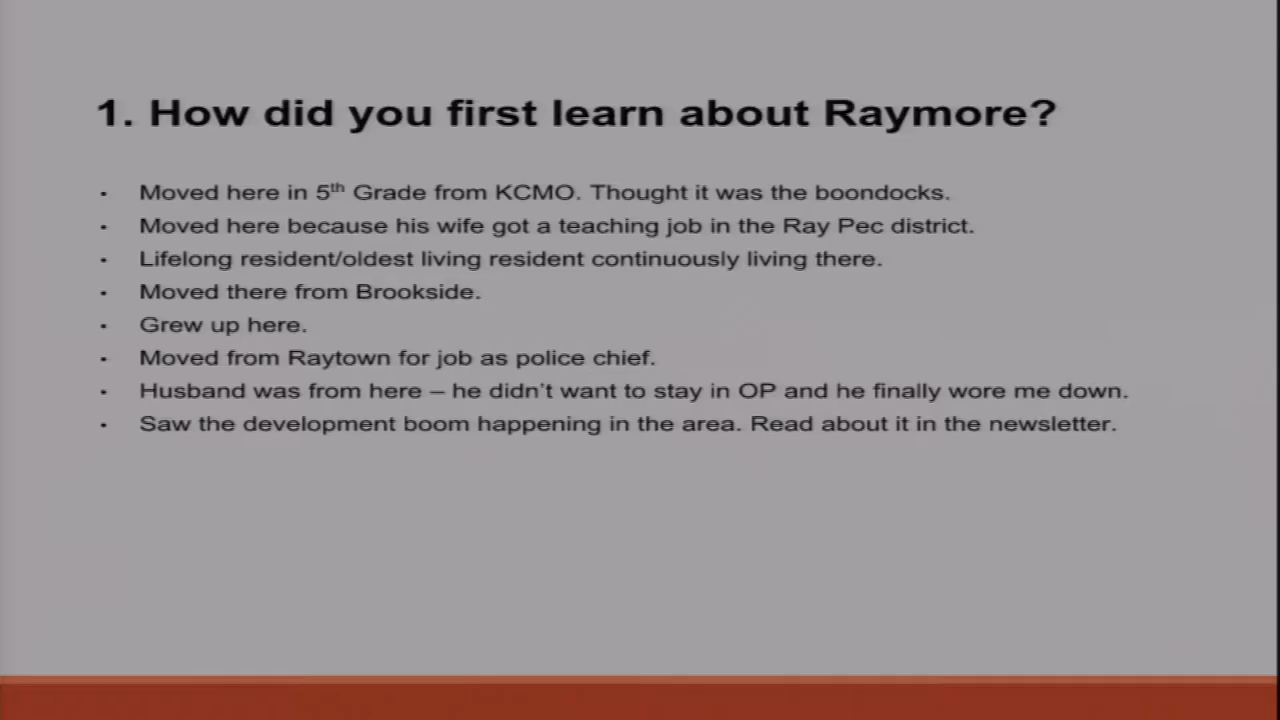 1. How did you first learn about Raymore?
• Moved here in 5th Grade from KCMO. Thought it was the boondocks.
• Moved here because his wife got a teaching job in the Ray Pec district.
• Lifelong resident/oldest living resident continuously living there.
• Moved there from Brookside.
• Grew up here.
• Moved from Raytown for job as police chief.
• Husband was from here – he didn’t want to stay in OP and he finally wore me down.
• Saw the development boom happening in the area. Read about it in the newsletter.